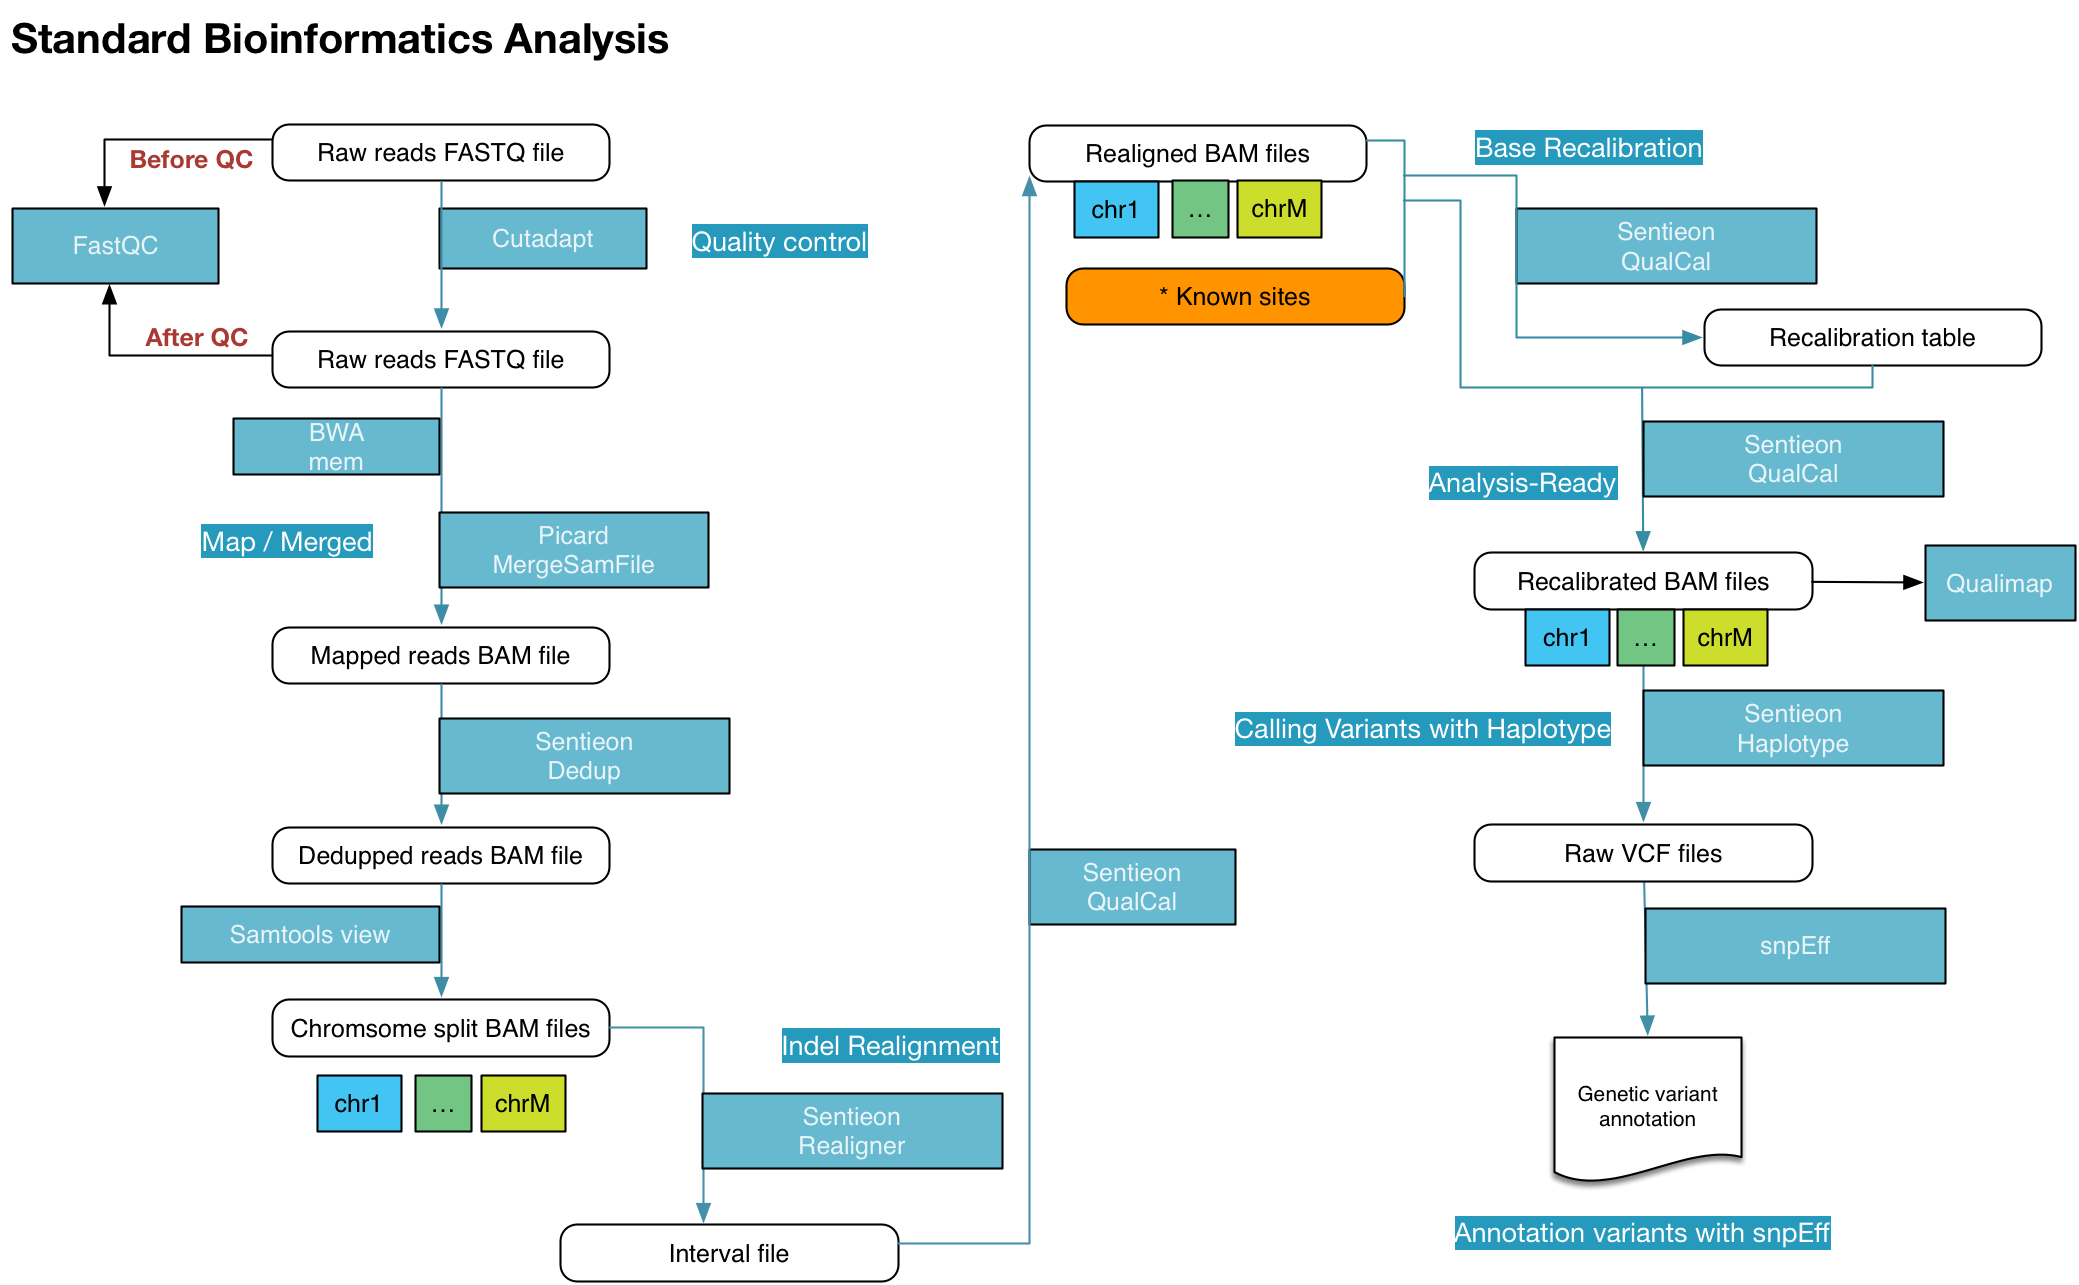 Standard Bioinformatics Analysis
Raw reads FASTQ file
Before QC
FastQC
Cutadapt
Quality control
After QC
Raw reads FASTQ file
BWA
mem
Map / Merged
Picard
MergeSamFile
Mapped reads BAM file
Sentieon
Dedup
Dedupped reads BAM file
Samtools view
Chromsome split BAM files
chr1
...
chrM
Indel Realignment
Sentieon
Realigner
Interval file
Sentieon
QualCal
Realigned BAM files
chr1
...
chrM
* Known sites
Base Recalibration
Sentieon
QualCal
Recalibration table
Sentieon
QualCal
Analysis-Ready
Recalibrated BAM files
Qualimap
chr1
...
chrM
Calling Variants with Haplotype
Sentieon
Haplotype
Raw VCF files
snpEff
Genetic variant
annotation
Annotation variants with snpEff